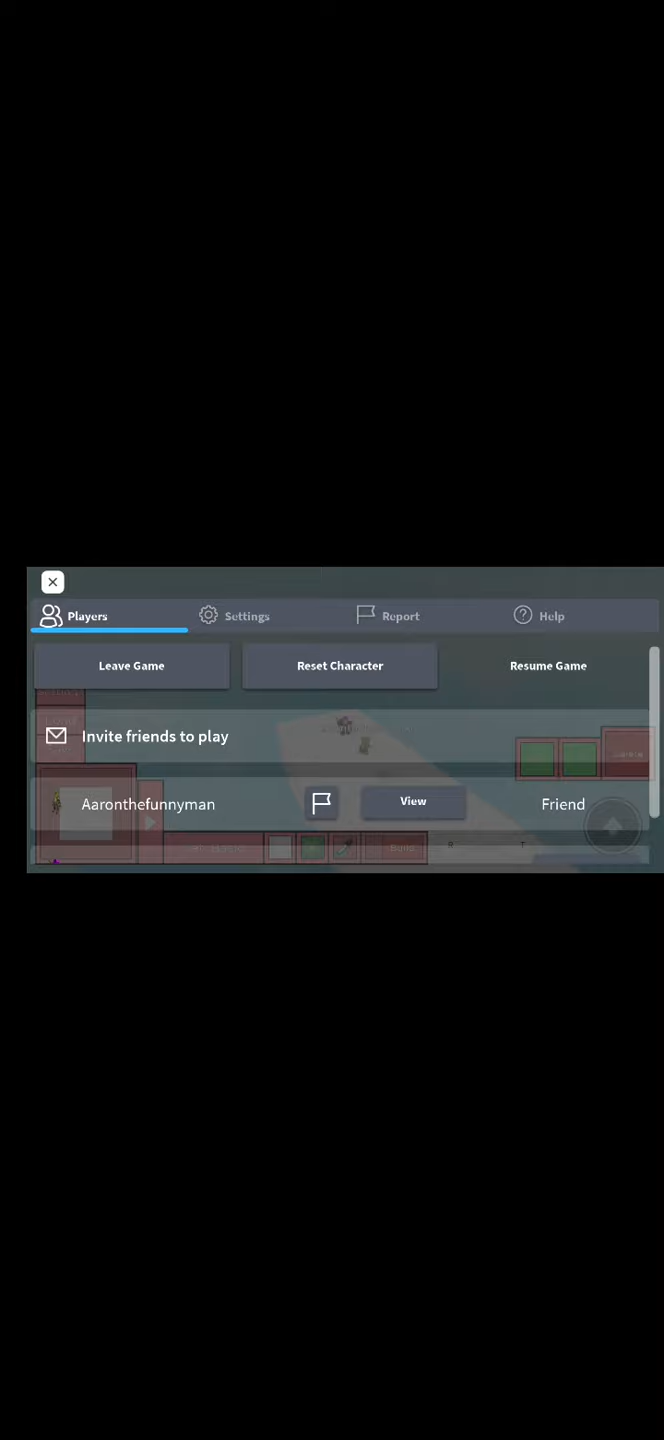 Players
Settings
Report
Help
Leave Game
Reset Character
Resume Game
Invite friends to play
Aaronthefunnyman
View
Friend
R
T